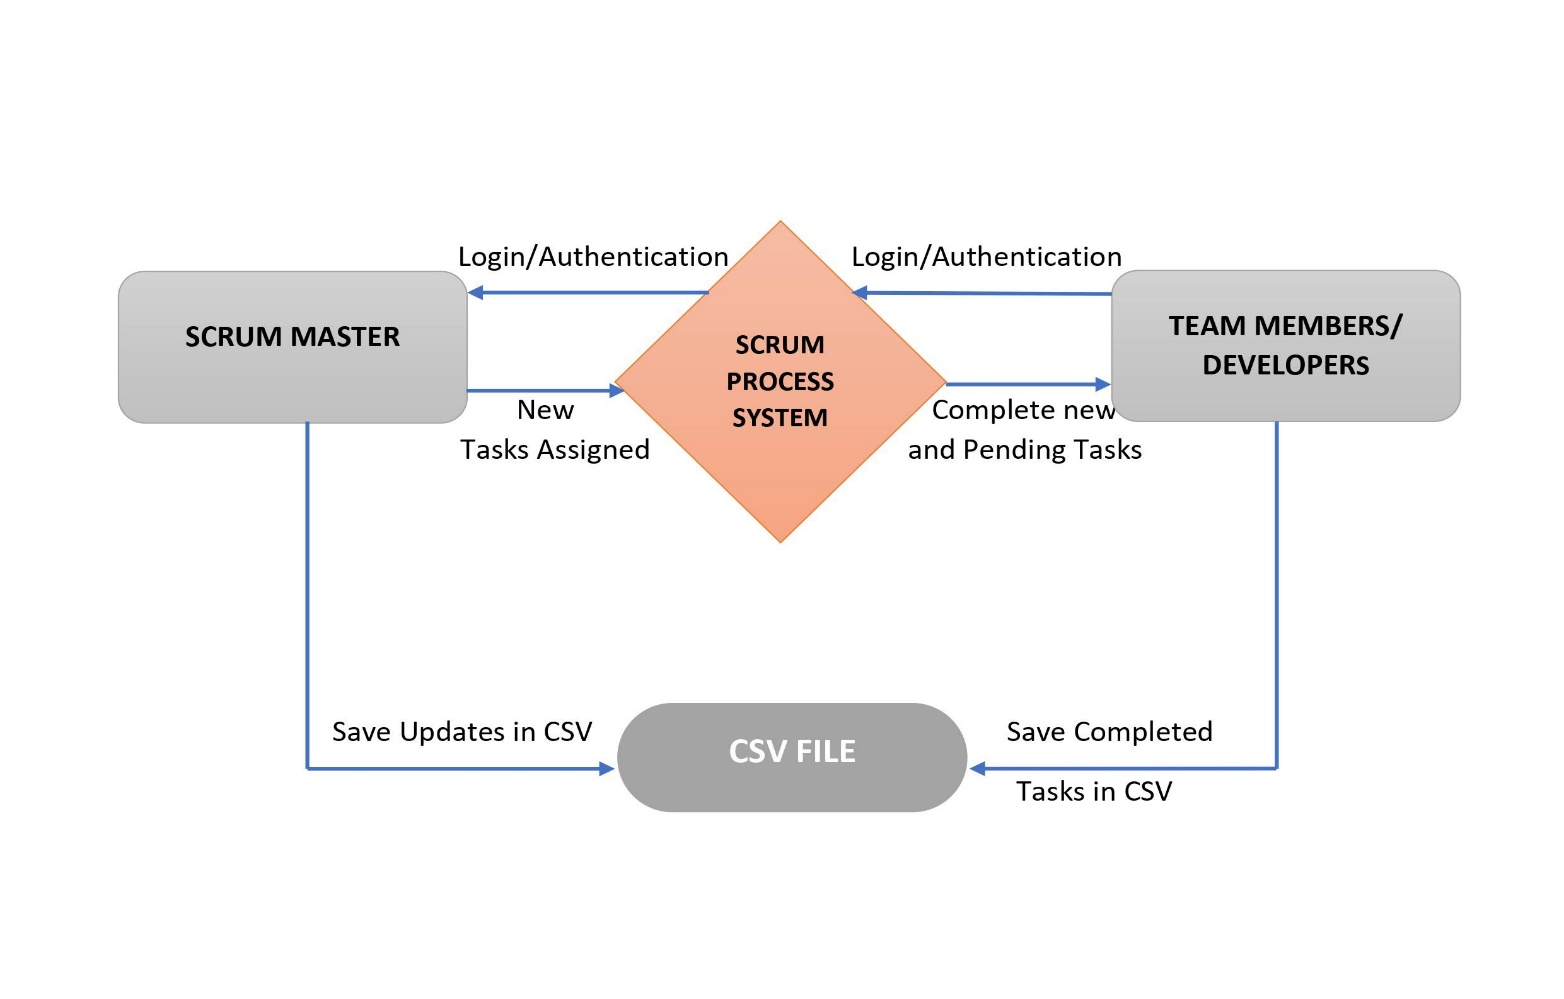 Login/Authentication
Login/Authentication
SCRUM MASTER
SCRUM
PROCESS
SYSTEM
TEAM MEMBERS/
DEVELOPERS
New
Tasks Assigned
Complete new
and Pending Tasks
Save Updates in CSV
CSV FILE
Save Completed
Tasks in CSV